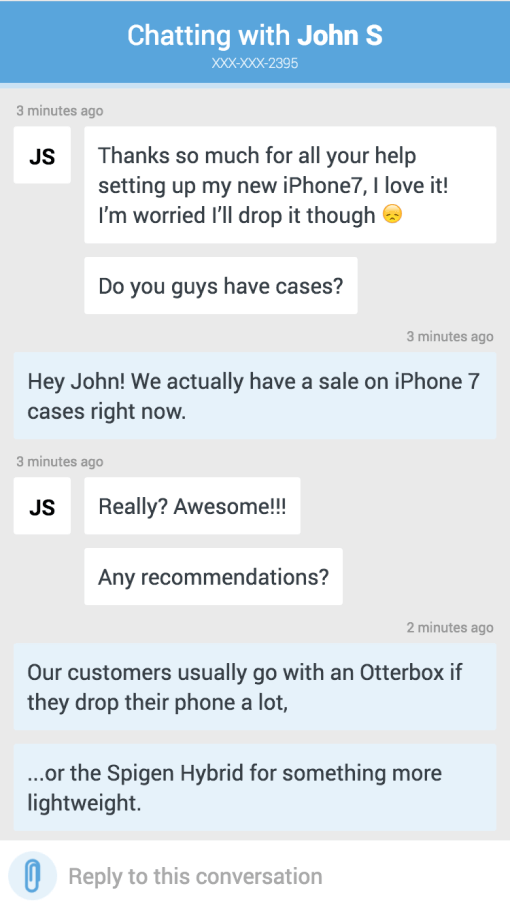 Chatting with John S
XXX-XXX-2395
3 minutes ago
JS
Thanks so much for all your help
setting up my new iPhone7, I love it!
I’m worried I’ll drop it though 😞
Do you guys have cases?
3 minutes ago
Hey John! We actually have a sale on iPhone 7
cases right now.
3 minutes ago
JS
Really? Awesome!!!
Any recommendations?
2 minutes ago
Our customers usually go with an Otterbox if
they drop their phone a lot,
...or the Spigen Hybrid for something more
lightweight.
Reply to this conversation